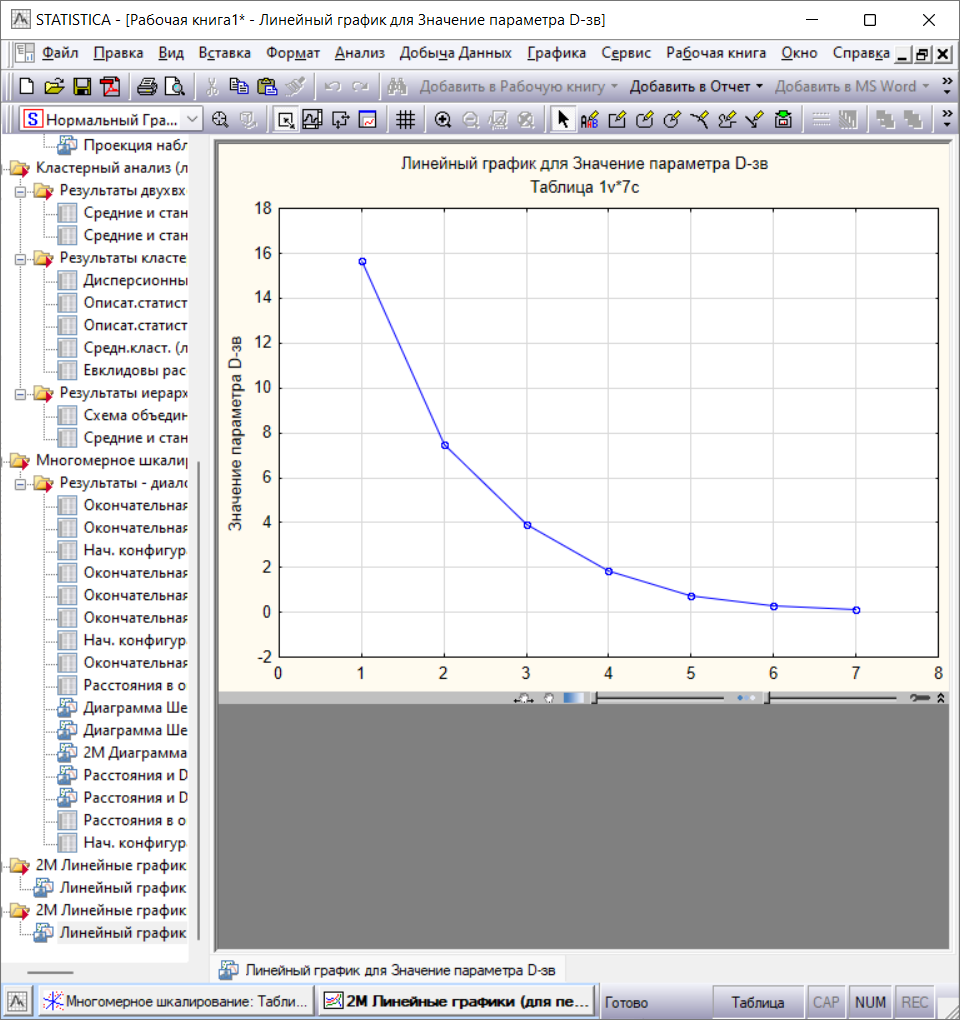 STATISTICA - [Рабочая книга1* - Линейный график для Значение параметра D-зв]
Файл Правка Вид Вставка Формат Анализ Добыча Данных Графика Сервис Рабочая книга Окно Справка
Добавить в Рабочую книгу Добавить в Отчет Добавить в MS Word
S Нормальный Гра...
Проекция набл
Кластерный анализ (л
Результаты двухвх
Средние и стан
Средние и стан
Результаты класте
Дисперсионны
Описат.статист
Описат.статист
Средн.класт. (л
Евклидовы рас
Результаты иерарх
Схема объедин
Средние и стан
Многомерное шкалир
Результаты - диало
Окончательная
Окончательная
Нач. конфигур
Окончательная
Окончательная
Окончательная
Нач. конфигур
Окончательная
Расстояния в о
Диаграмма Ше
Диаграмма Ше
2М Диаграмма
Расстояния и D
Расстояния и D
Расстояния в о
Нач. конфигур
2М Линейные график
Линейный график
2М Линейные график
Линейный график
Линейный график для Значение параметра D-зв
Таблица 1v*7c
Значение параметра D-зв
18
16
14
12
10
8
6
4
2
0
-2
0 1 2 3 4 5 6 7 8
Линейный график для Значение параметра D-зв
Многомерное шкалирование: Табли... 2М Линейные графики (для пе... Готово Таблица CAP NUM REC